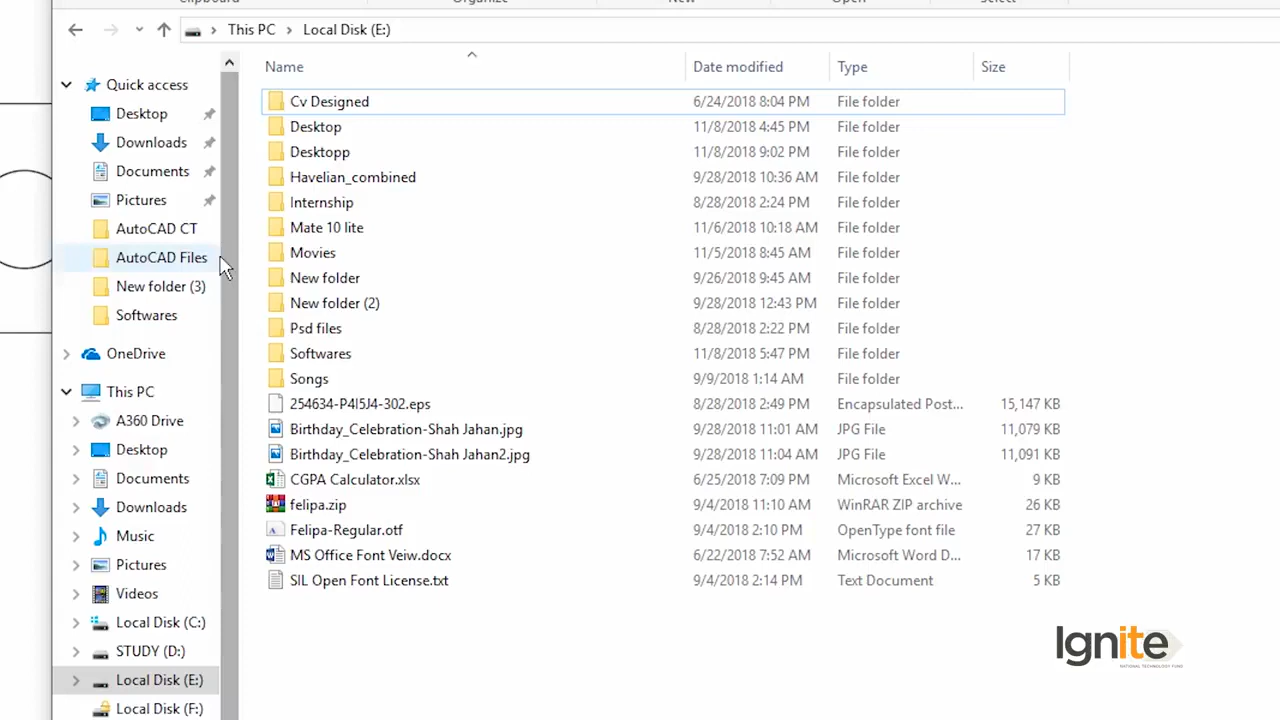 Clipboard Organize New Open Select
This PC Local Disk (E:)
Name Date modified Type Size
Quick access
Desktop
Downloads
Documents
Pictures
AutoCAD CT
AutoCAD Files
New folder (3)
Softwares
OneDrive
This PC
A360 Drive
Desktop
Documents
Downloads
Music
Pictures
Videos
Local Disk (C:)
STUDY (D:)
Local Disk (E:)
Local Disk (F:)
Cv Designed 6/24/2018 8:04 PM File folder
Desktop 11/8/2018 4:45 PM File folder
Desktopp 11/8/2018 9:02 PM File folder
Havelian_combined 9/28/2018 10:36 AM File folder
Internship 8/28/2018 2:24 PM File folder
Mate 10 lite 11/6/2018 10:18 AM File folder
Movies 11/5/2018 8:45 AM File folder
New folder 9/26/2018 9:45 AM File folder
New folder (2) 9/28/2018 12:43 PM File folder
Psd files 8/28/2018 2:22 PM File folder
Softwares 11/8/2018 5:47 PM File folder
Songs 9/9/2018 1:14 AM File folder
254634-P4I5J4-302.eps 8/28/2018 2:49 PM Encapsulated Post... 15,147 KB
Birthday_Celebration-Shah Jahan.jpg 9/28/2018 11:01 AM JPG File 11,079 KB
Birthday_Celebration-Shah Jahan2.jpg 9/28/2018 11:04 AM JPG File 11,091 KB
CGPA Calculator.xlsx 6/25/2018 7:09 PM Microsoft Excel W... 9 KB
felipa.zip 9/4/2018 11:10 AM WinRAR ZIP archive 26 KB
Felipa-Regular.otf 9/4/2018 2:10 PM OpenType font file 27 KB
MS Office Font Veiw.docx 6/22/2018 7:52 AM Microsoft Word D... 17 KB
SIL Open Font License.txt 9/4/2018 2:14 PM Text Document 5 KB
Ignite
NATIONAL TECHNOLOGY FUND